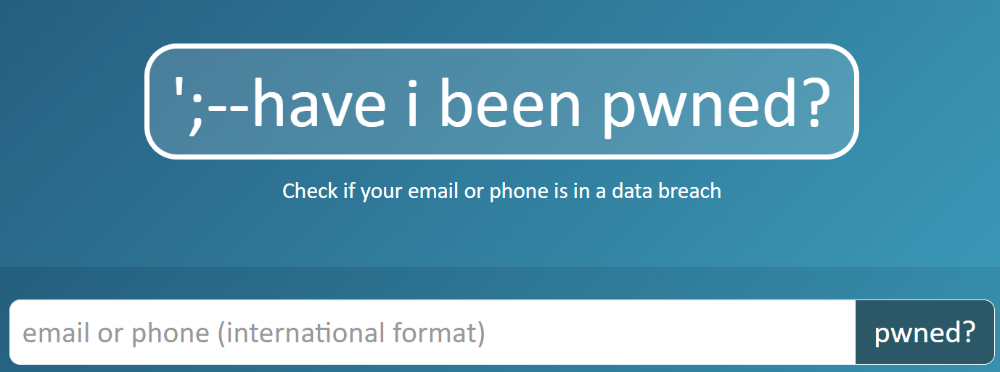 ';--have i been pwned?
Check if your email or phone is in a data breach
email or phone (international format)
pwned?